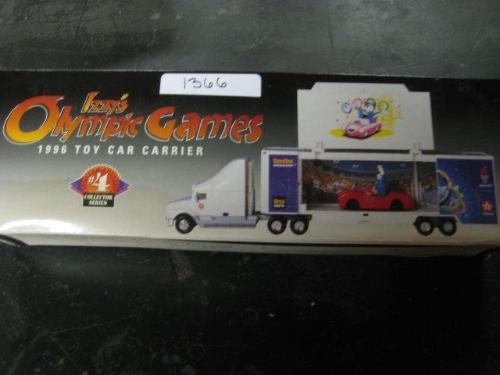 1366
Izzy's
Olympic Games
1996 TOY CAR CARRIER
#4
COLLECTOR
SERIES